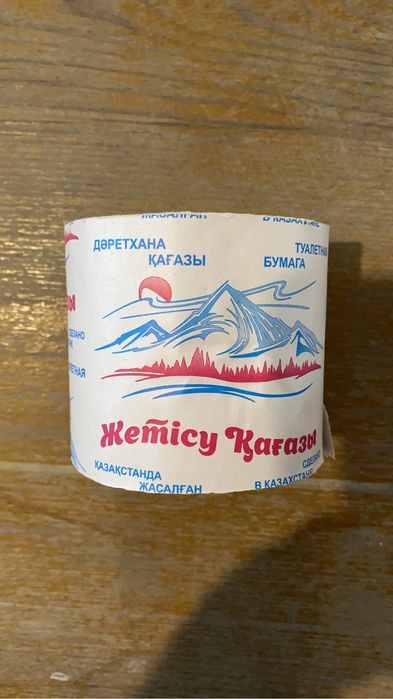 ЖАСАЛҒАН
В КАЗАХСТАНЕ
ДӘРЕТХАНА
ҚАҒАЗЫ
ТУАЛЕТНАЯ
БУМАГА
Жетісу Қағазы
ҚАЗАҚСТАНДА
ЖАСАЛҒАН
СДЕЛАНО
В КАЗАХСТАНЕ